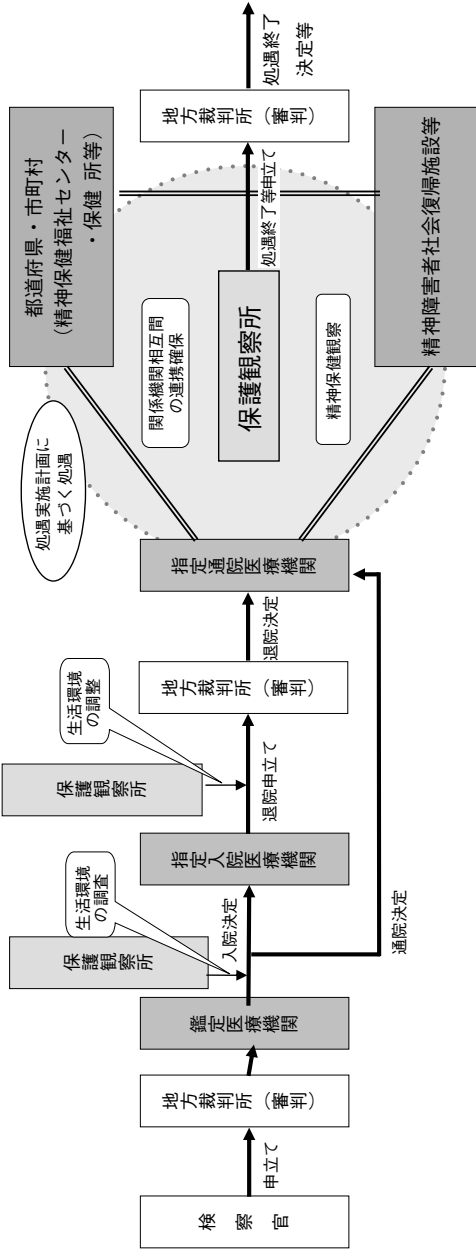 検察官
申立て
地方裁判所（審判）
鑑定医療機関
保護観察所
生活環境
の調査
入院決定
通院決定
指定入院医療機関
保護観察所
生活環境
の調整
退院申立て
地方裁判所（審判）
退院決定
指定通院医療機関
処遇実施計画に
基づく処遇
都道府県・市町村
（精神保健福祉センター
・保健 所等）
関係機関相互間
の連携確保
保護観察所
精神保健観察
精神障害者社会復帰施設等
処遇終了等申立て
地方裁判所（審判）
処遇終了
決定等